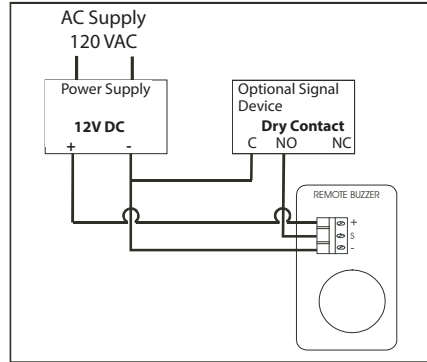 AC Supply
120 VAC
Power Supply
12V DC
+ -
Optional Signal
Device
Dry Contact
C NO NC
REMOTE BUZZER
+
S
-